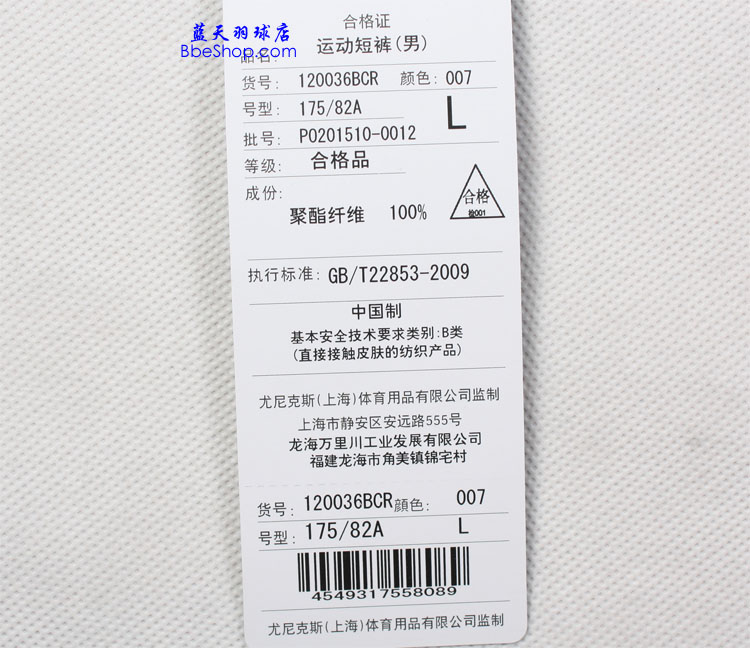 蓝天羽球店
BbeShop.com
合格证
品名: 运动短裤(男)
货号: 120036BCR 颜色: 007
号型: 175/82A L
批号: P0201510-0012
等级: 合格品
成份:
聚酯纤维 100%
合格
检001
执行标准: GB/T22853-2009
中国制
基本安全技术要求类别:B类
(直接接触皮肤的纺织产品)
尤尼克斯(上海)体育用品有限公司监制
上海市静安区安远路555号
龙海万里川工业发展有限公司
福建龙海市角美镇锦宅村
货号: 120036BCR 顔色: 007
号型: 175/82A L
4549317558089
尤尼克斯(上海)体育用品有限公司监制